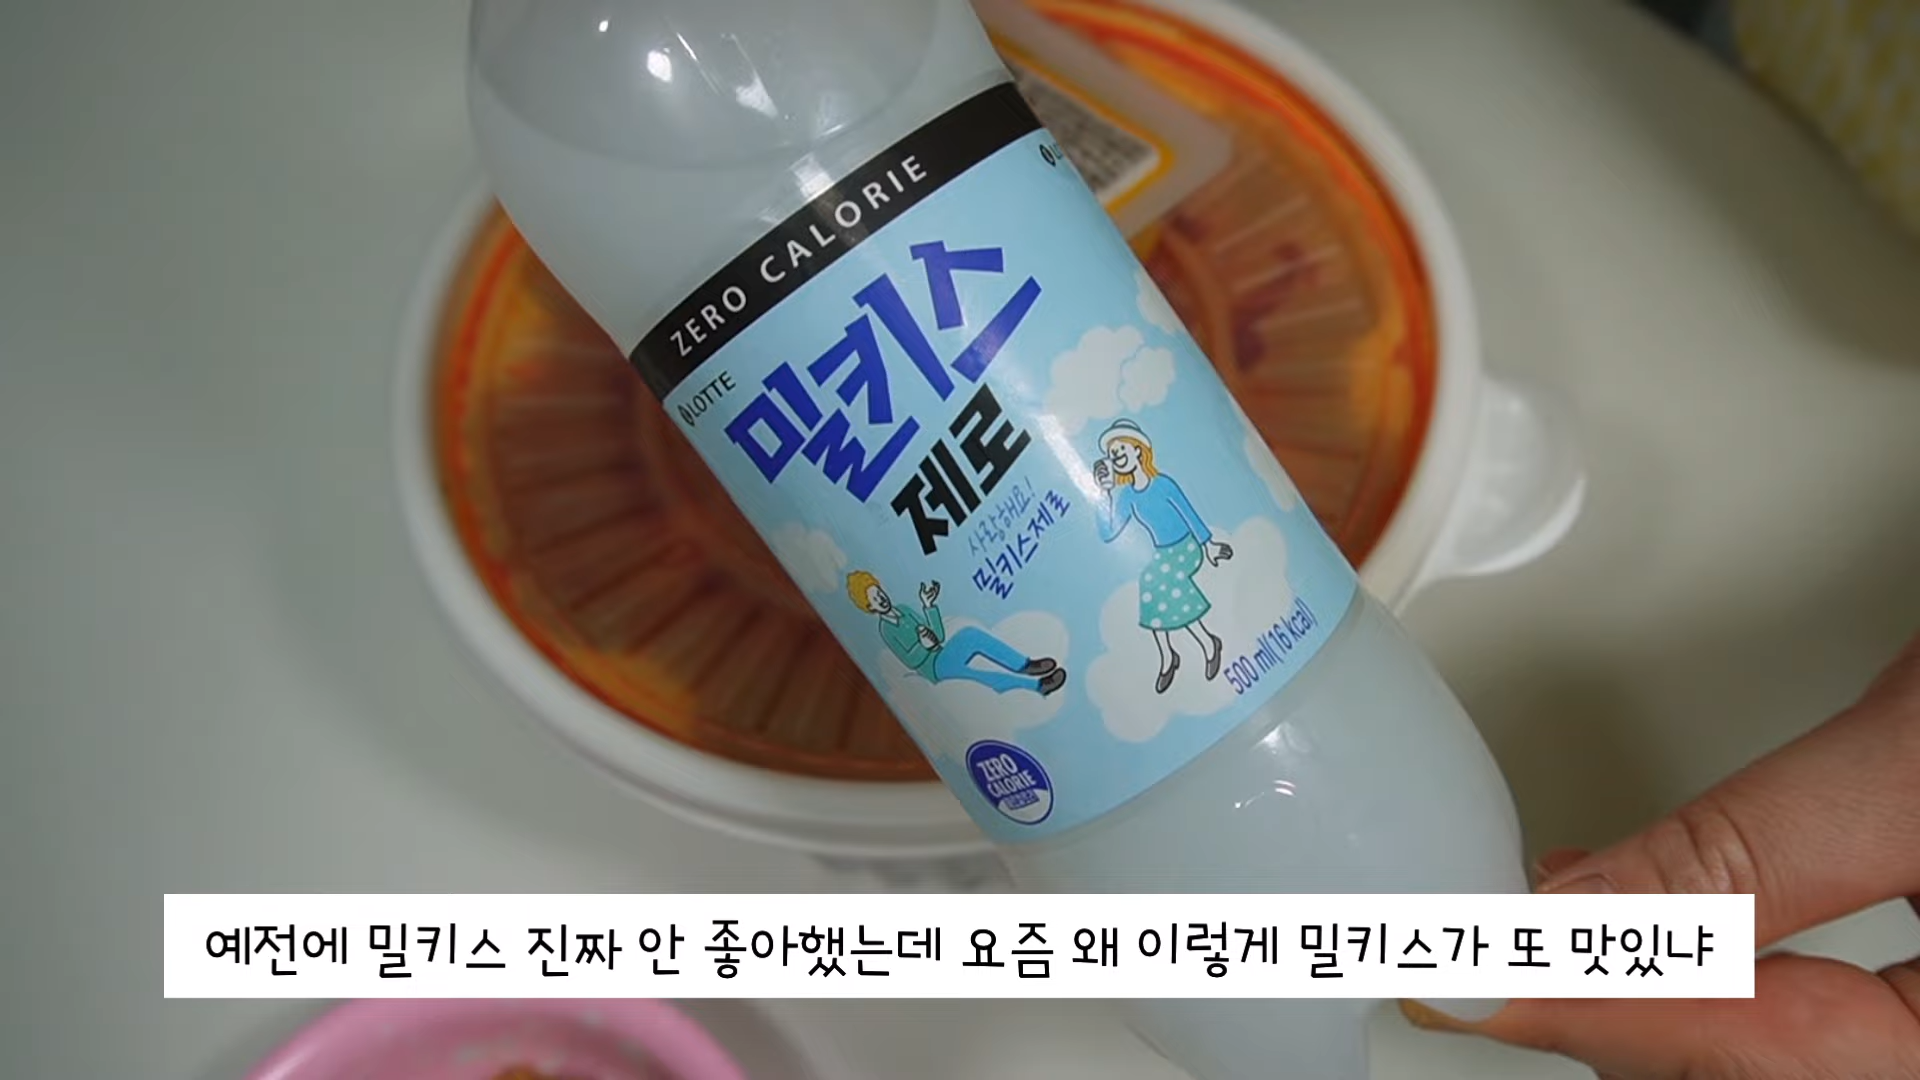 ZERO CALORIE
LOTTE
밀키스
제로
사랑해요!
밀키스제로
500 ml(16 kcal)
ZERO
CALORIE
예전에 밀키스 진짜 안 좋아했는데 요즘 왜 이렇게 밀키스가 또 맛있냐